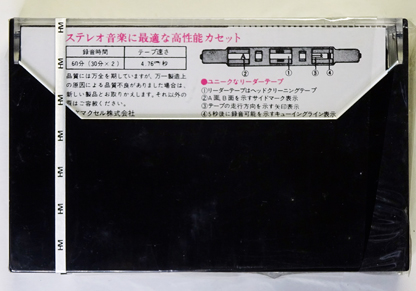 ステレオ音楽に最適な高性能カセット
録音時間 テープ速さ
60分(30分×2) 4.76㎝/秒
品質には万全を期していますが、万一製造上
の原因による品質不良がありました場合は、
新しい製品とお取りかえします。それ以外の
はご容赦ください。
マクセル株式会社
② ① ③ ④
●ユニークなリーダーテープ
①リーダーテープはヘッドクリーニングテープ
②A面、B面を示すサイドマーク表示
③テープの走行方向を示す矢印表示
④5秒後に録音可能を示すキューイングライン表示
HM HM HM HM HM HM HM